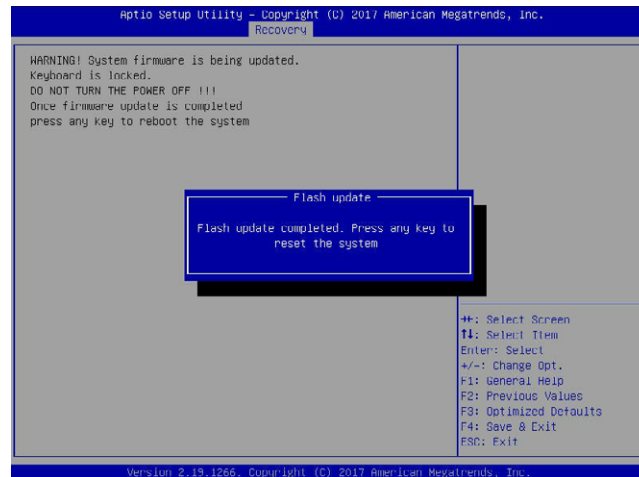 Aptio Setup Utility – Copyright (C) 2017 American Megatrends, Inc.
Recovery
WARNING! System firmware is being updated.
Keyboard is locked.
DO NOT TURN THE POWER OFF !!!
Once firmware update is completed
press any key to reboot the system
Flash update
Flash update completed. Press any key to
reset the system
→←: Select Screen
↑↓: Select Item
Enter: Select
+/-: Change Opt.
F1: General Help
F2: Previous Values
F3: Optimized Defaults
F4: Save & Exit
ESC: Exit
Version 2.19.1266. Copyright (C) 2017 American Megatrends, Inc.